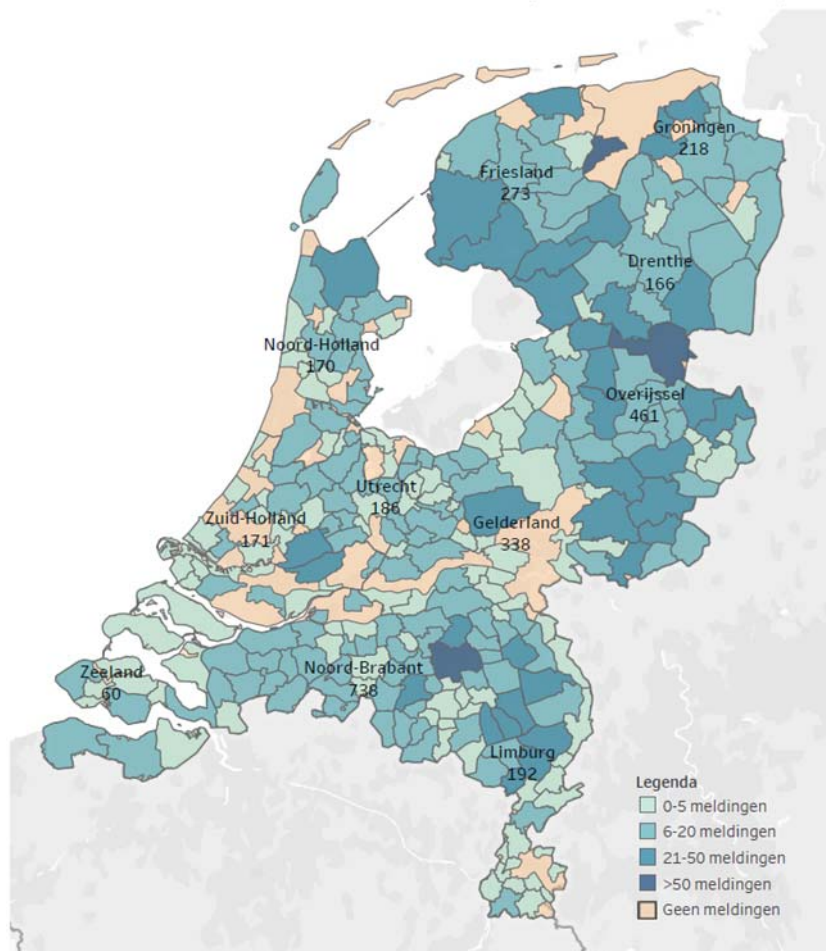 Groningen
218
Friesland
273
Drenthe
166
Noord-Holland
170
Overijssel
461
Utrecht
186
Zuid-Holland
171
Gelderland
338
Zeeland
60
Noord-Brabant
738
Limburg
192
Legenda
0-5 meldingen
6-20 meldingen
21-50 meldingen
>50 meldingen
Geen meldingen